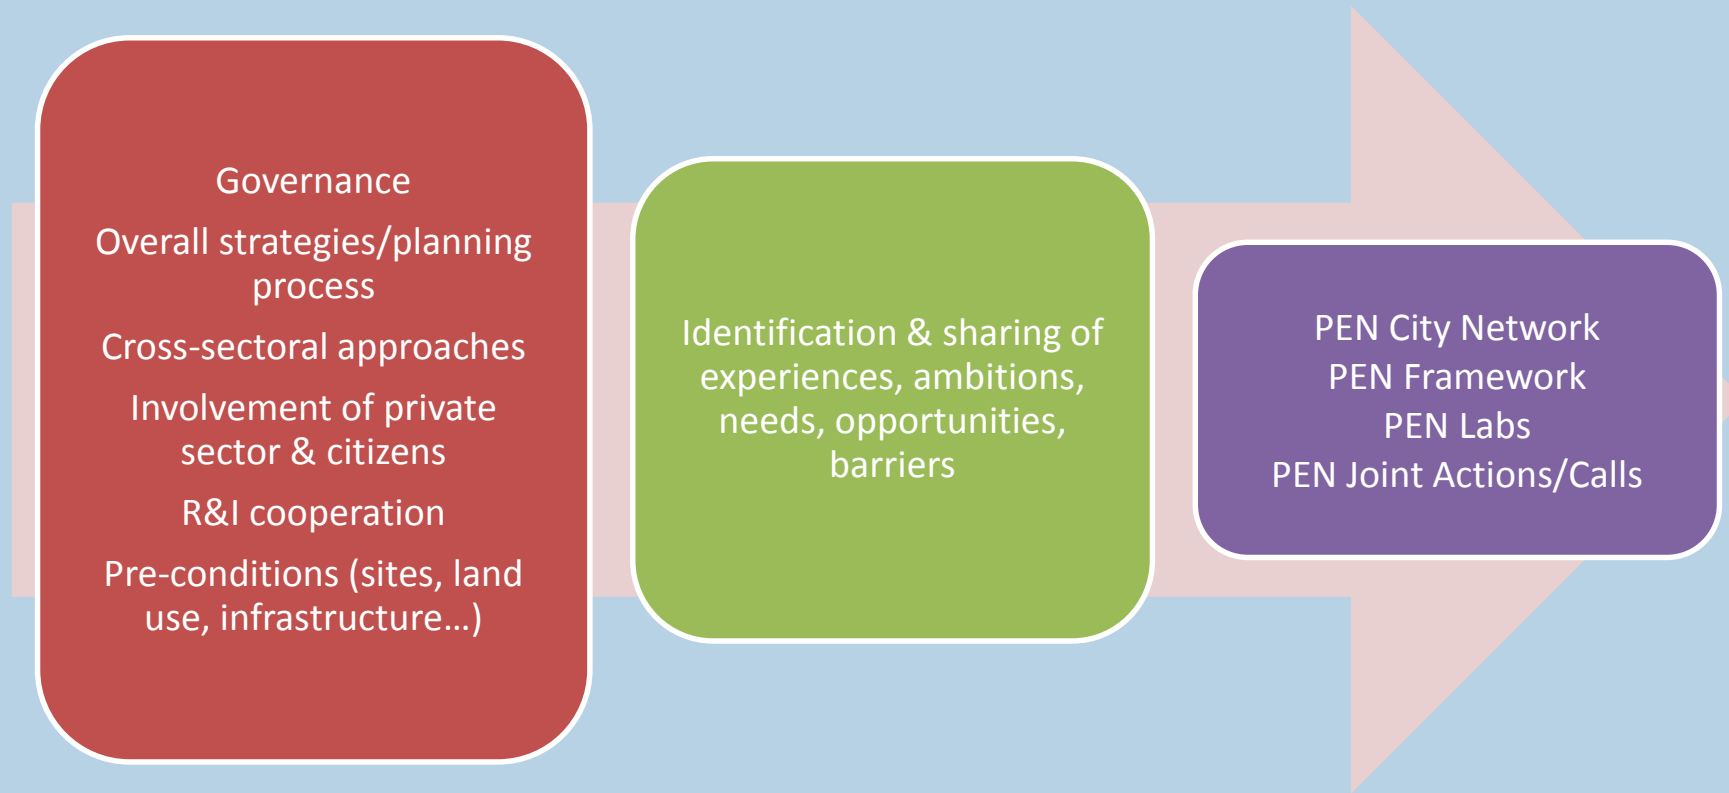 Governance
Overall strategies/planning
process
Cross-sectoral approaches
Involvement of private
sector & citizens
R&I cooperation
Pre-conditions (sites, land
use, infrastructure…)
Identification & sharing of
experiences, ambitions,
needs, opportunities,
barriers
PEN City Network
PEN Framework
PEN Labs
PEN Joint Actions/Calls